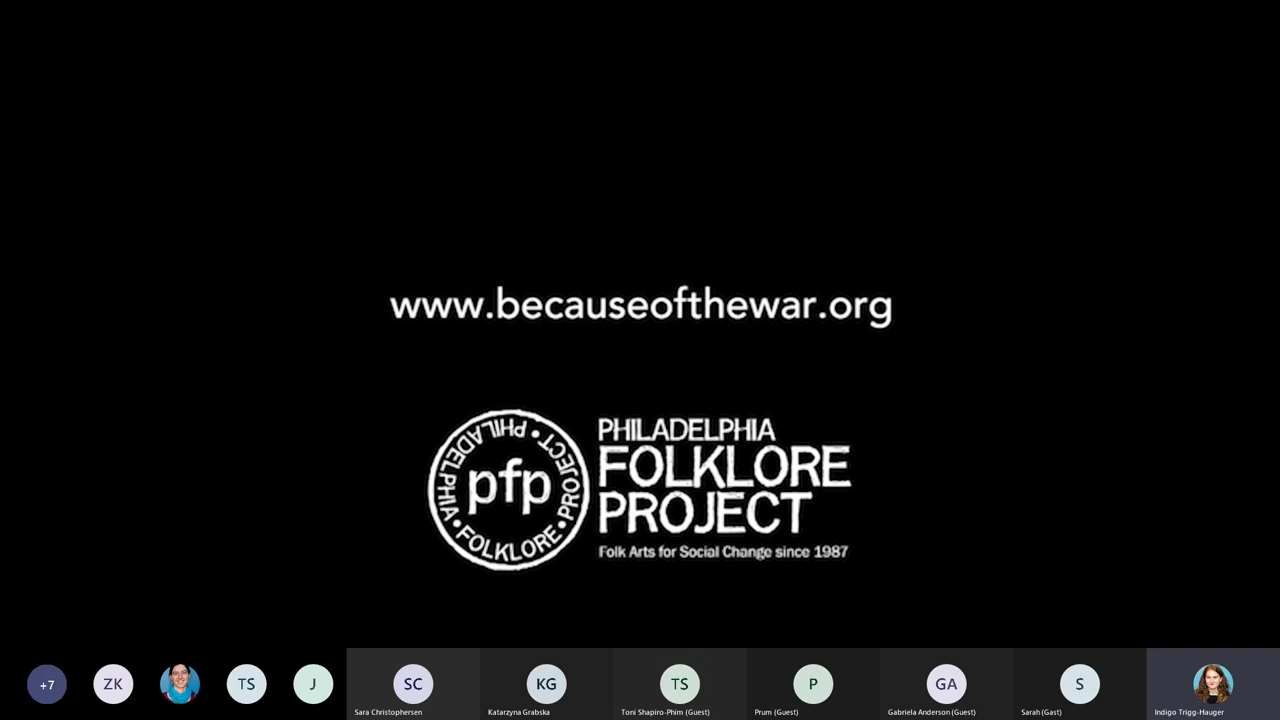 www.becauseofthewar.org
PHILADELPHIA • FOLKLORE • PROJECT •
pfp
PHILADELPHIA
FOLKLORE
PROJECT
Folk Arts for Social Change since 1987
+7
ZK
TS
J
SC
Sara Christophersen
KG
Katarzyna Grabska
TS
Toni Shapiro-Phim (Guest)
P
Prum (Guest)
GA
Gabriela Anderson (Guest)
S
Sarah (Gast)
Indigo Trigg-Hauger